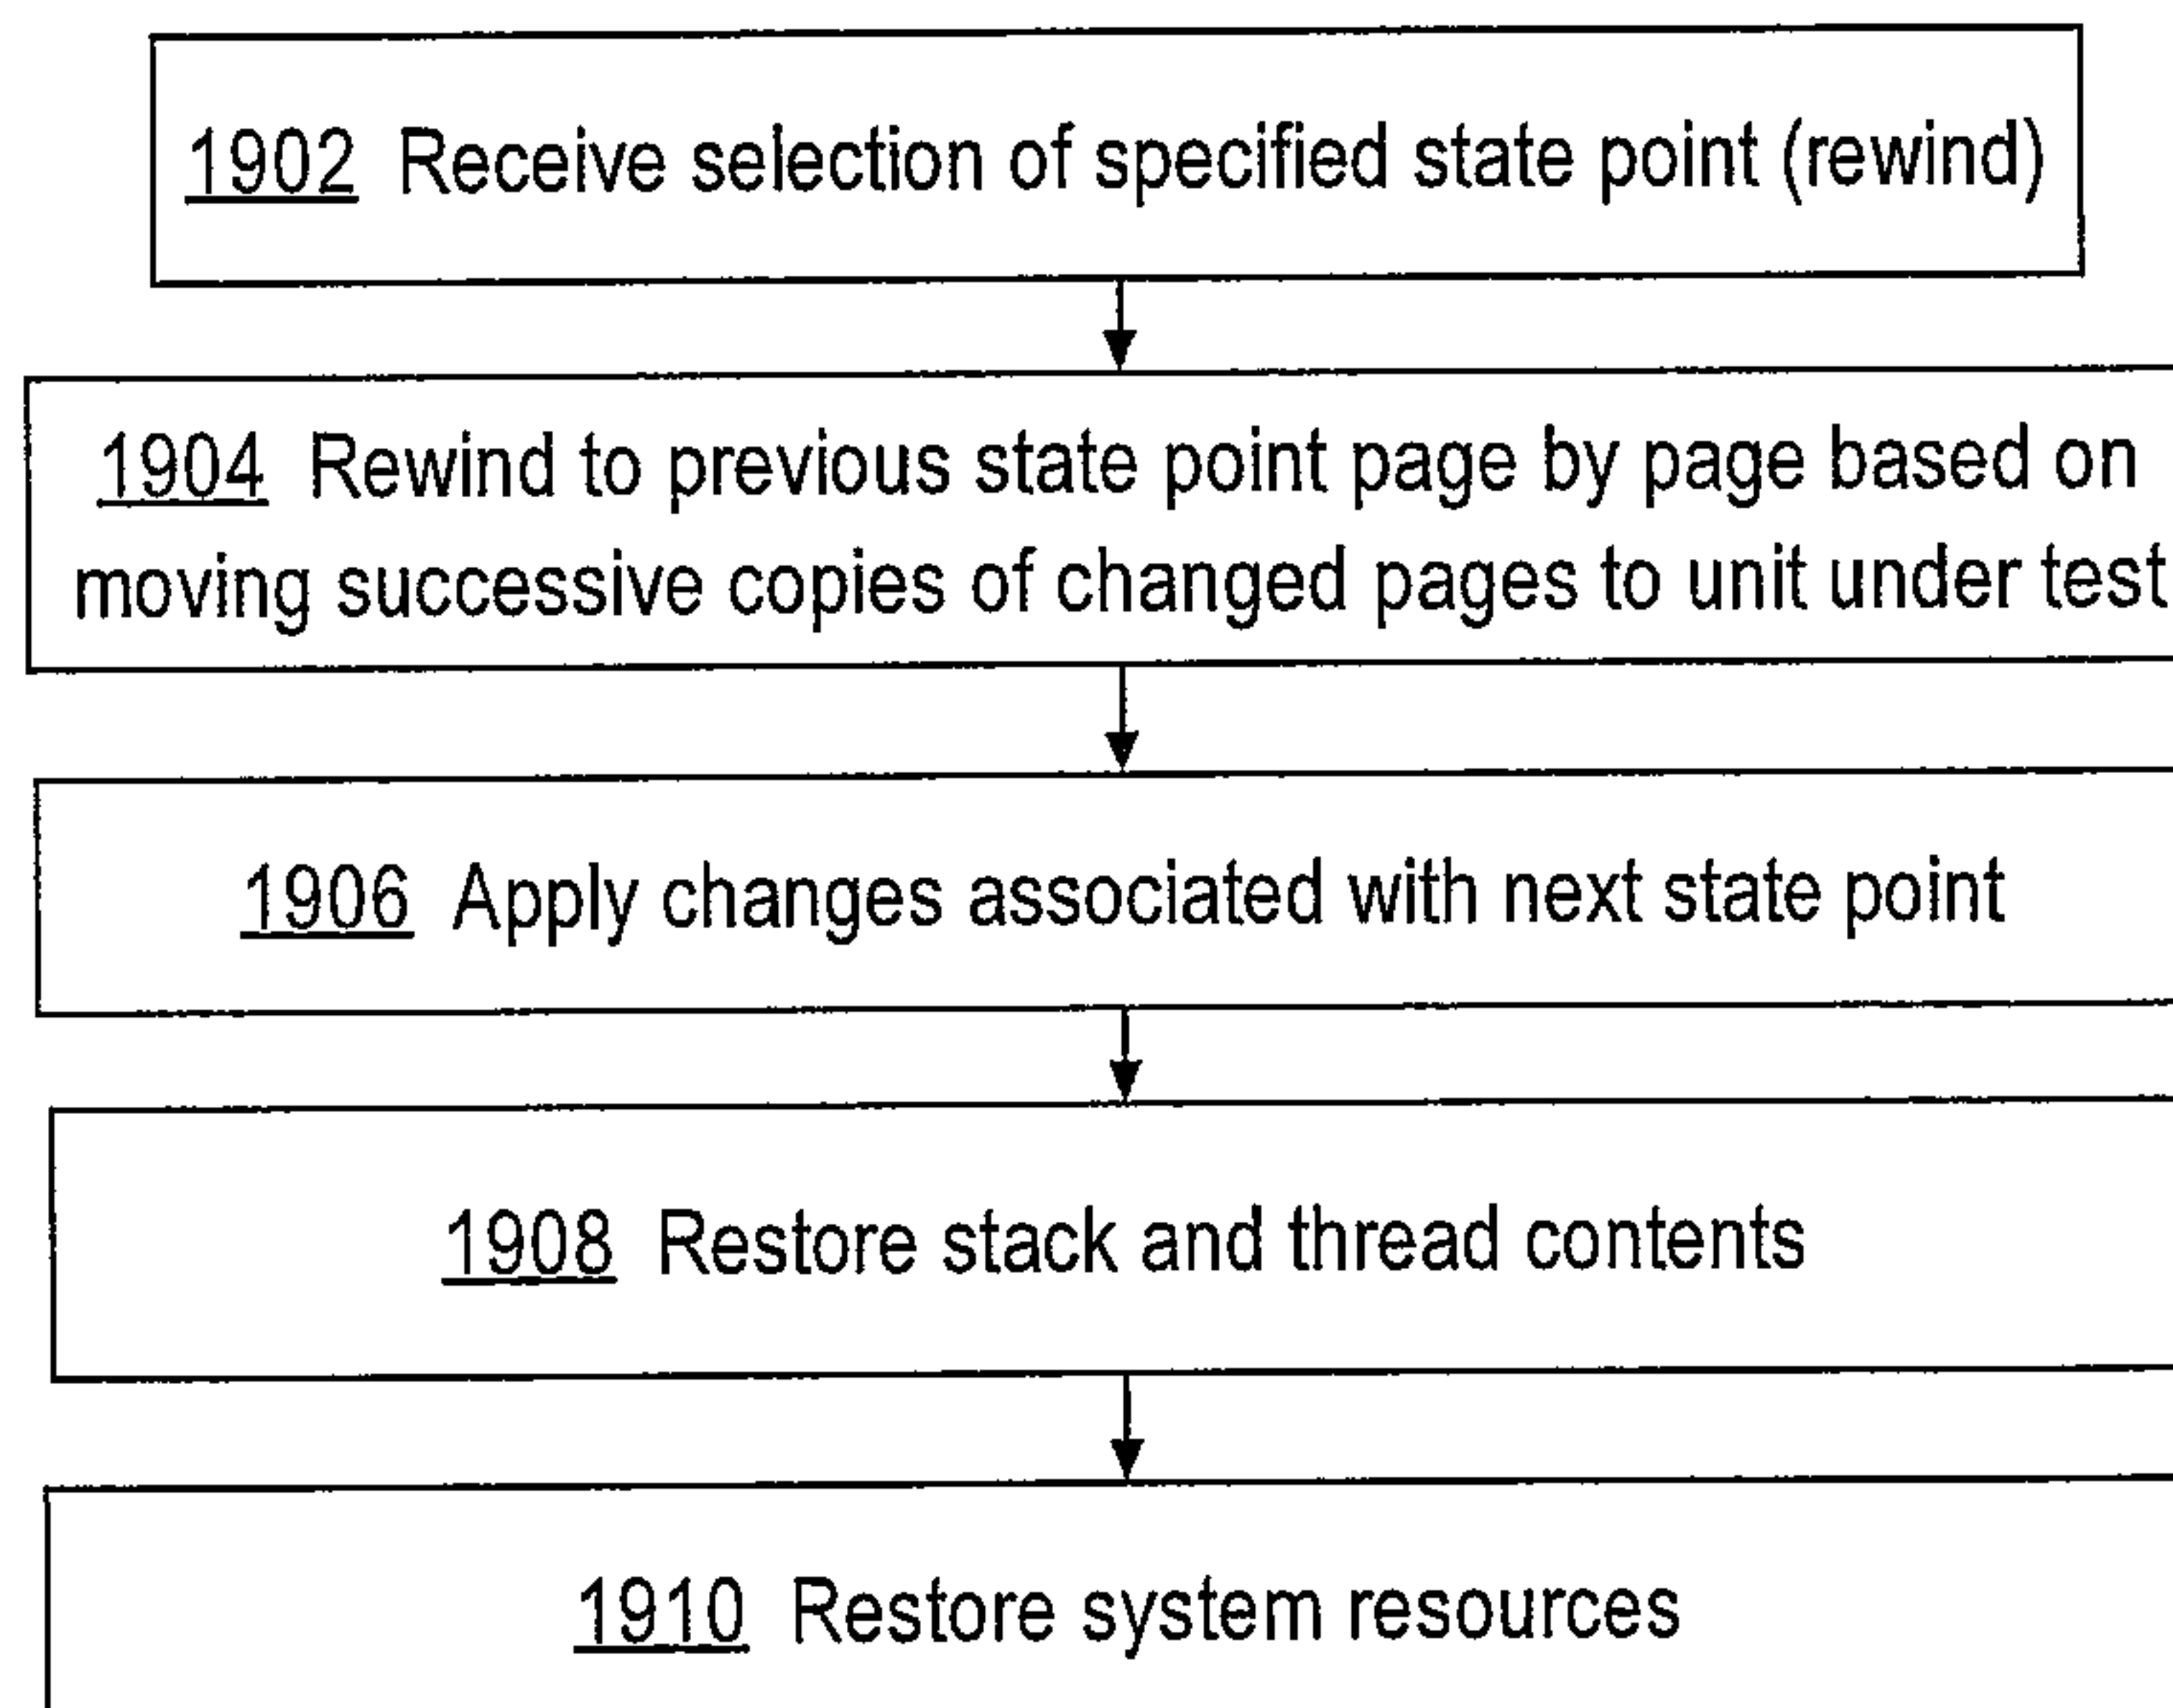 1902 Receive selection of specified state point (rewind)
1904 Rewind to previous state point page by page based on
moving successive copies of changed pages to unit under test
1906 Apply changes associated with next state point
1908 Restore stack and thread contents
1910 Restore system resources